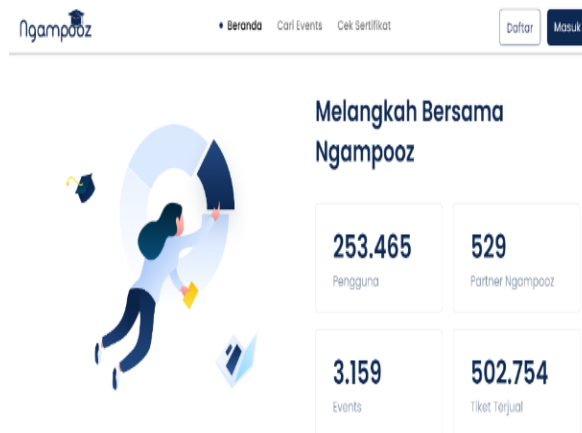 Ngampooz
Beranda Cari Events Cek Sertifikat Daftar Masuk
Melangkah Bersama
Ngampooz
253.465
Pengguna
529
Partner Ngampooz
3.159
Events
502.754
Tiket Terjual